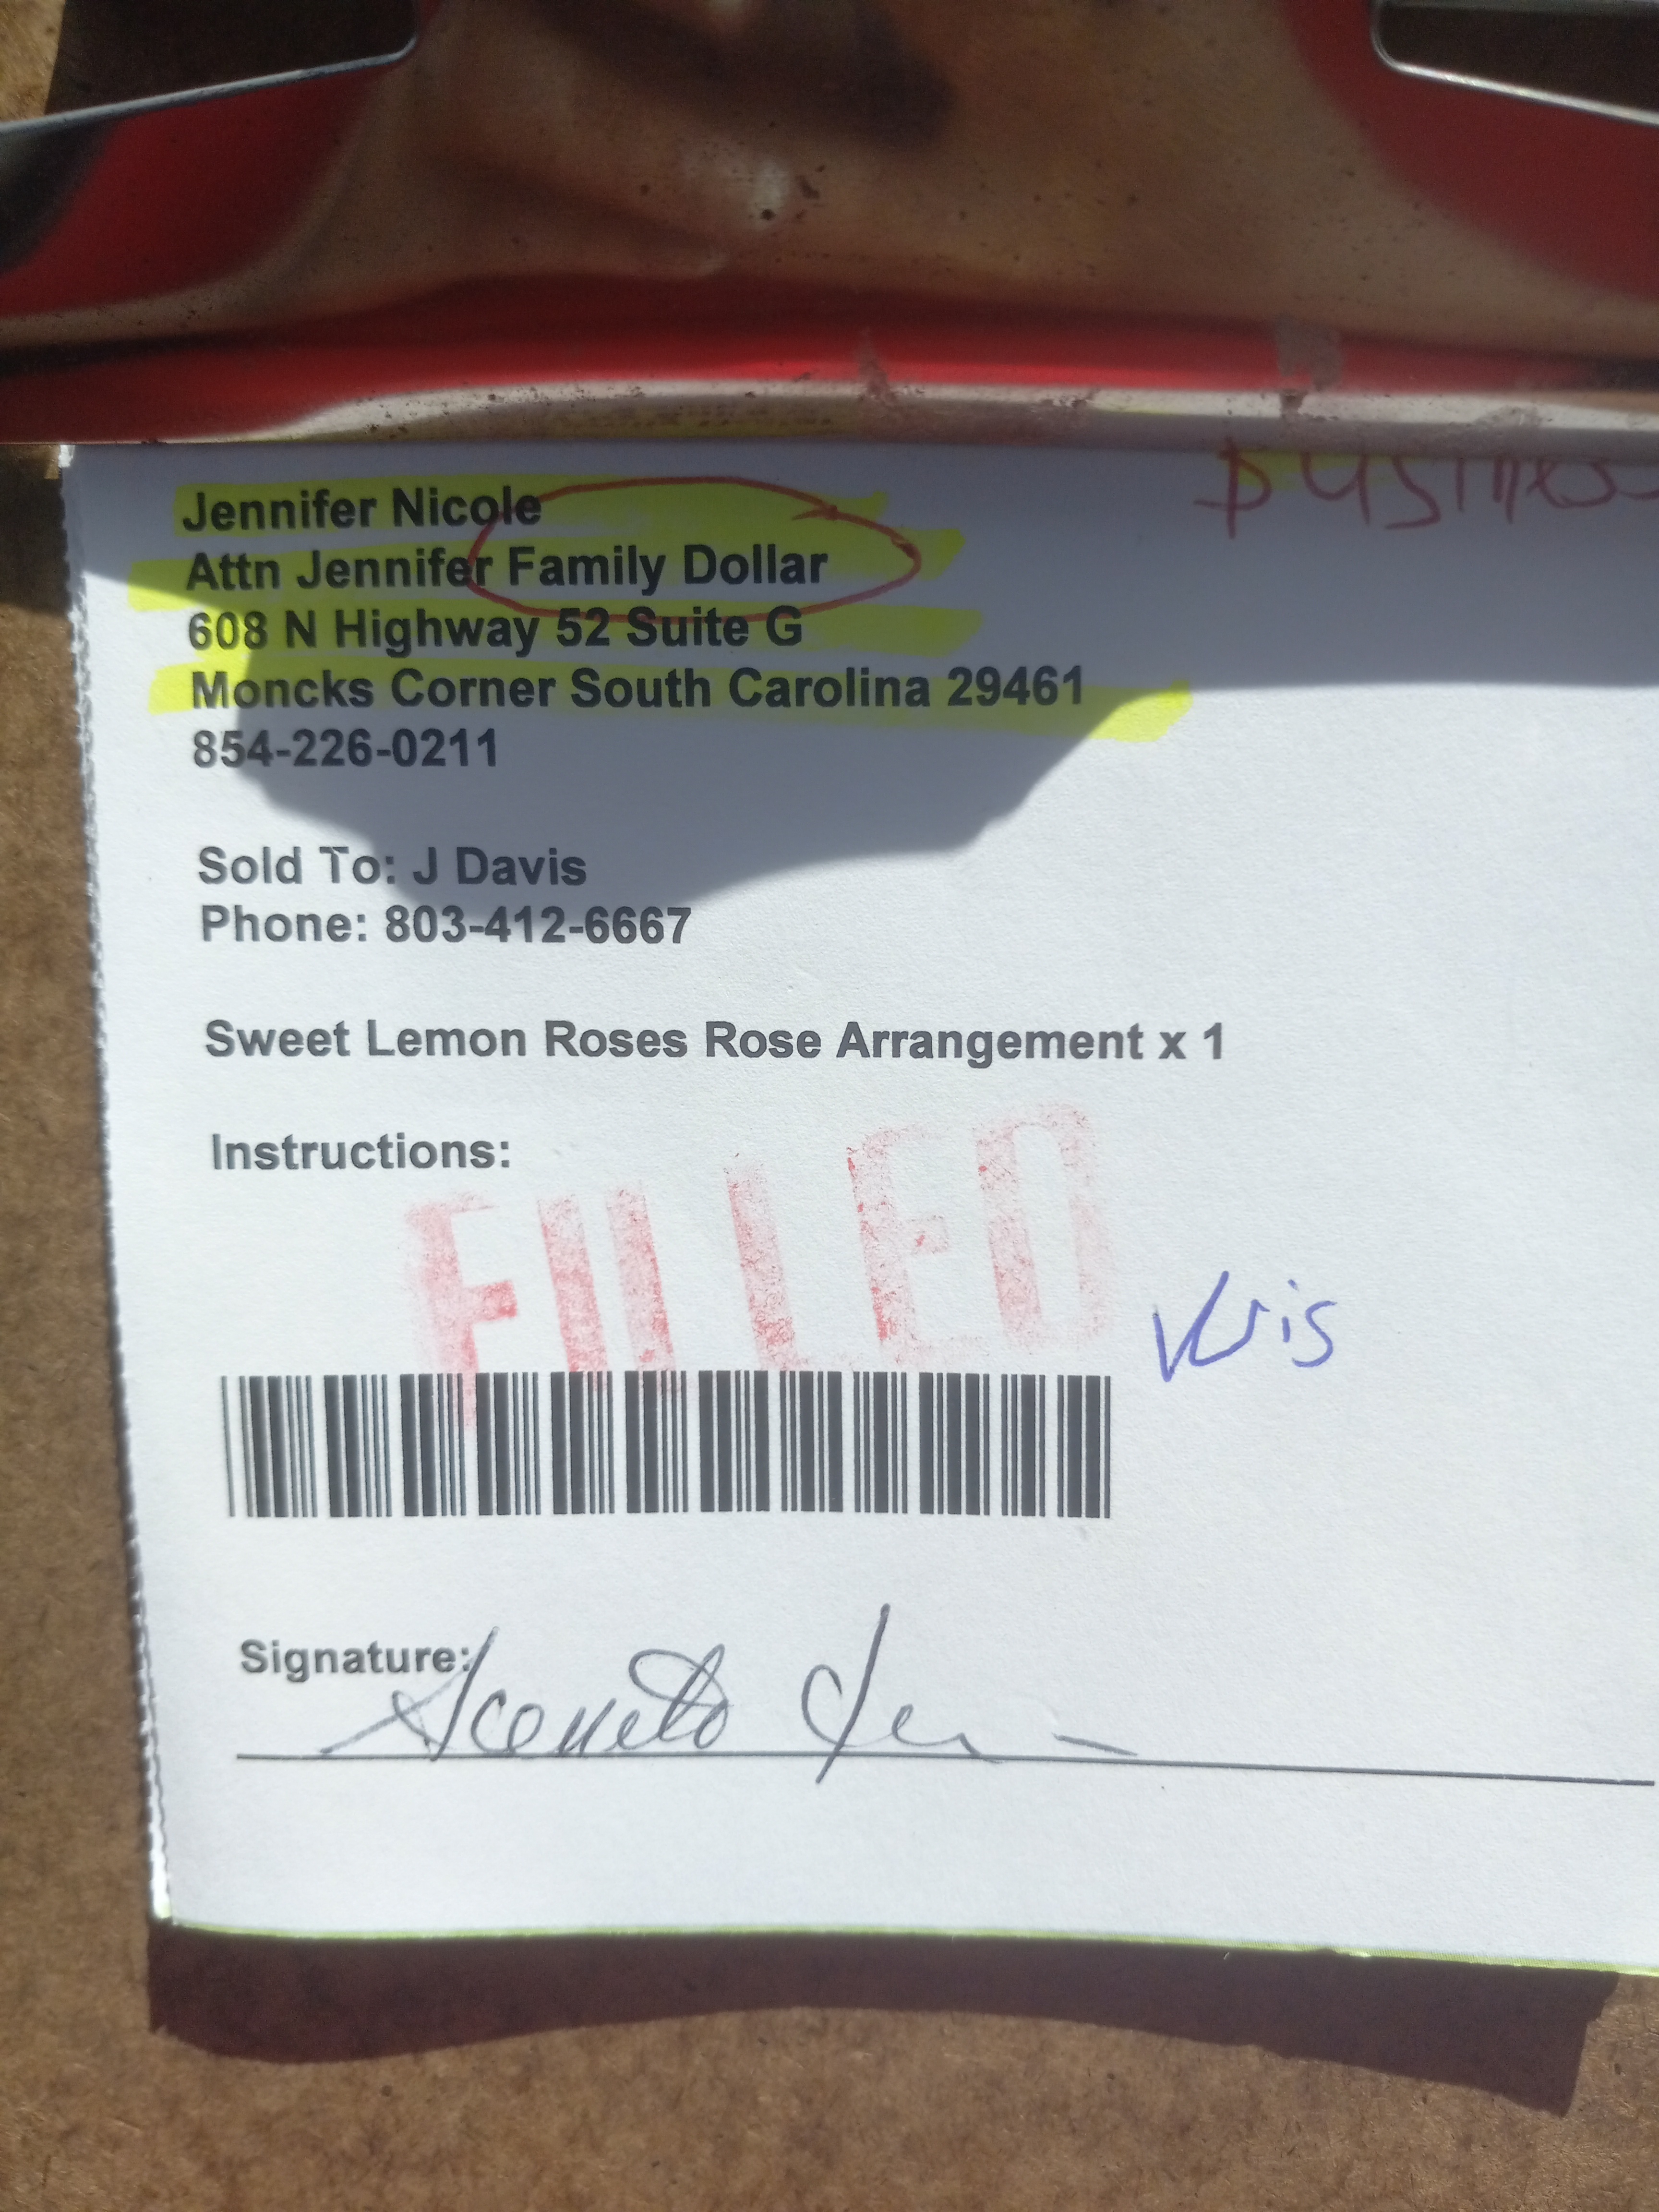 Business
Jennifer Nicole
Attn Jennifer Family Dollar
608 N Highway 52 Suite G
Moncks Corner South Carolina 29461
854-226-0211
Sold To: J Davis
Phone: 803-412-6667
Sweet Lemon Roses Rose Arrangement x 1
Instructions:
FILLED
Kris
Signature: